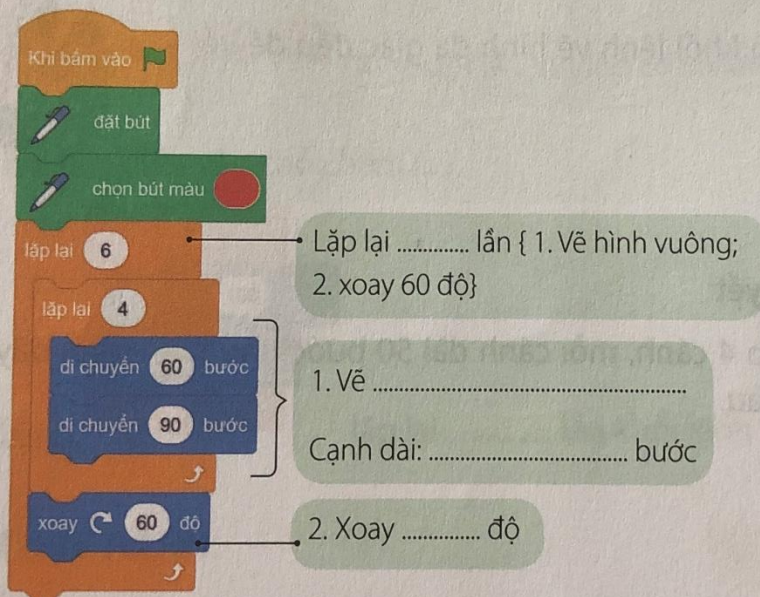 Khi bấm vào
đặt bút
chọn bút màu
lặp lại 6
lặp lại 4
di chuyển 60 bước
di chuyển 90 bước
xoay 60 độ
Lặp lại ............. lần { 1. Vẽ hình vuông;
2. xoay 60 độ}
1. Vẽ .........................................................
Cạnh dài: .................................... bước
2. Xoay .............. độ